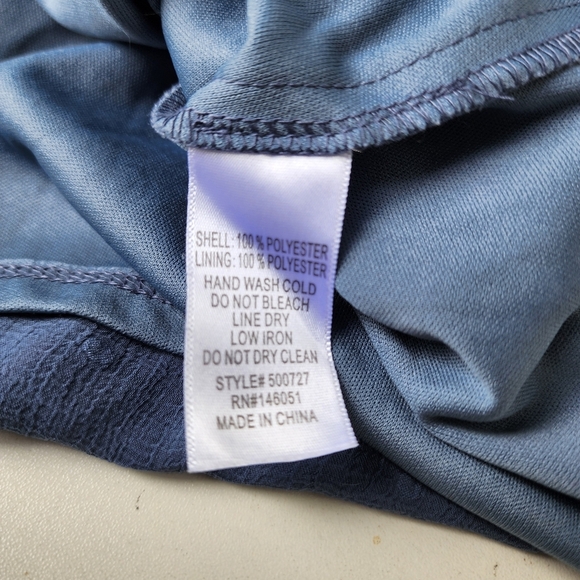 SHELL: 100% POLYESTER
LINING: 100% POLYESTER
HAND WASH COLD
DO NOT BLEACH
LINE DRY
LOW IRON
DO NOT DRY CLEAN
STYLE# 500727
RN#146051
MADE IN CHINA